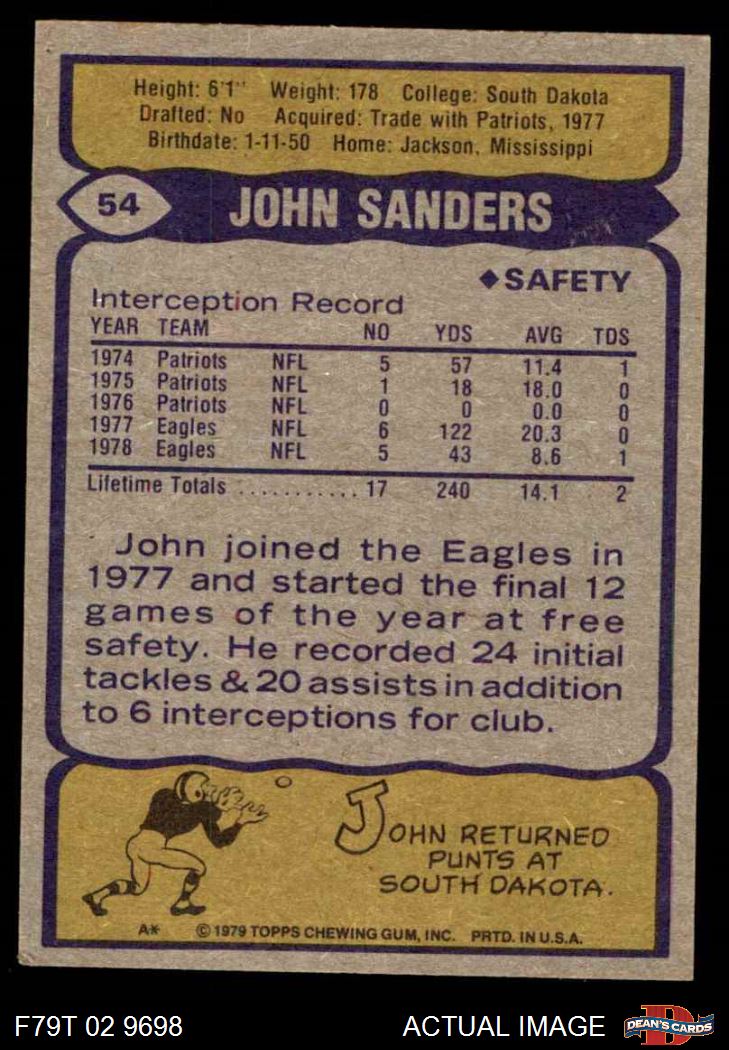 Height: 6'1" Weight: 178 College: South Dakota
Drafted: No Acquired: Trade with Patriots, 1977
Birthdate: 1-11-50 Home: Jackson, Mississippi
54 JOHN SANDERS
◆SAFETY
Interception Record
YEAR TEAM NO YDS AVG TDS
1974 Patriots NFL 5 57 11.4 1
1975 Patriots NFL 1 18 18.0 0
1976 Patriots NFL 0 0 0.0 0
1977 Eagles NFL 6 122 20.3 0
1978 Eagles NFL 5 43 8.6 1
Lifetime Totals ........... 17 240 14.1 2
John joined the Eagles in
1977 and started the final 12
games of the year at free
safety. He recorded 24 initial
tackles & 20 assists in addition
to 6 interceptions for club.
JOHN RETURNED
PUNTS AT
SOUTH DAKOTA.
A* © 1979 TOPPS CHEWING GUM, INC. PRTD. IN U.S.A.
F79T 02 9698 ACTUAL IMAGE D DEAN'S CARDS